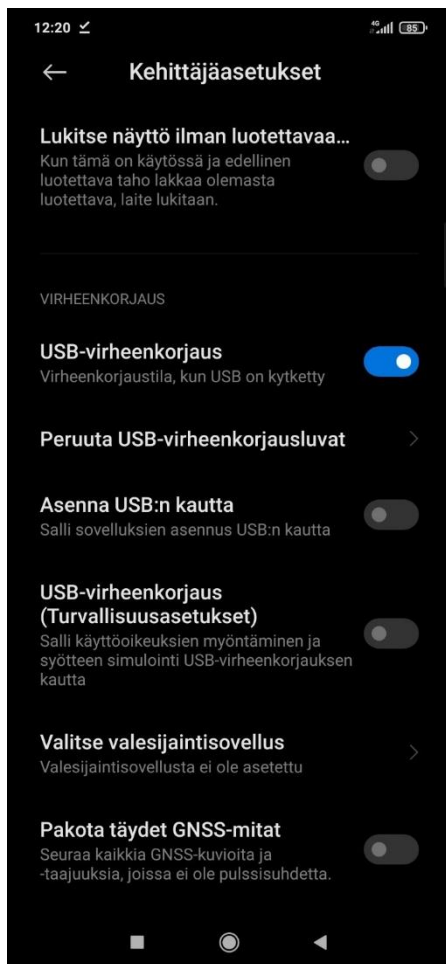 12:20
4G
85
Kehittäjäasetukset
Lukitse näyttö ilman luotettavaa...
Kun tämä on käytössä ja edellinen
luotettava taho lakkaa olemasta
luotettava, laite lukitaan.
VIRHEENKORJAUS
USB-virheenkorjaus
Virheenkorjaustila, kun USB on kytketty
Peruuta USB-virheenkorjausluvat
Asenna USB:n kautta
Salli sovelluksien asennus USB:n kautta
USB-virheenkorjaus
(Turvallisuusasetukset)
Salli käyttöoikeuksien myöntäminen ja
syötteen simulointi USB-virheenkorjauksen
kautta
Valitse valesijaintisovellus
Valesijaintisovellusta ei ole asetettu
Pakota täydet GNSS-mitat
Seuraa kaikkia GNSS-kuvioita ja
-taajuuksia, joissa ei ole pulssisuhdetta.